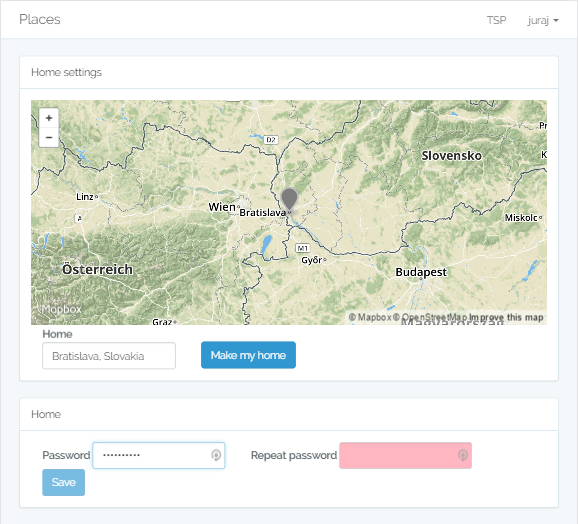 Places
TSP juraj
Home settings
+
−
D2
Pr
Slovensko
K
Linz
A
Wien
Bratislava
Miskolc
M1
Győr
Österreich
Budapest
Mapbox
Graz
Magyarország
© Mapbox © OpenStreetMap Improve this map
Home
Bratislava, Slovakia
Make my home
Home
Password •••••••••• Repeat password
Save